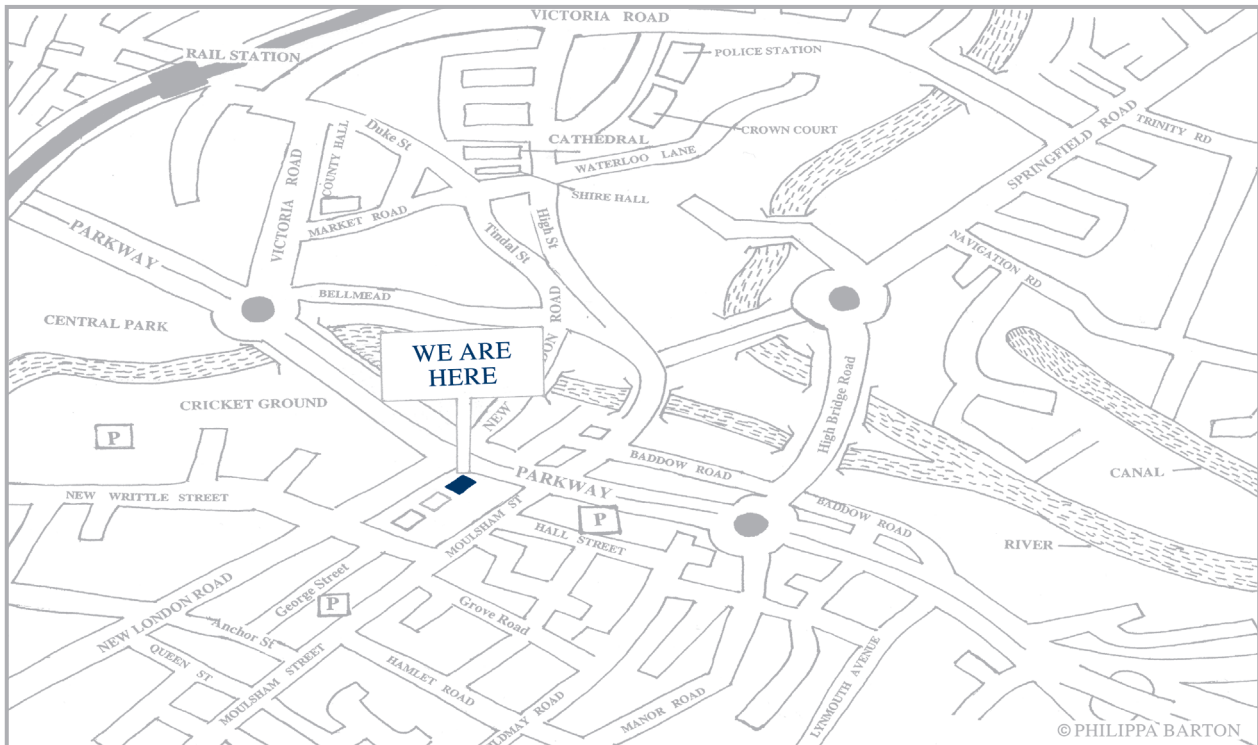 VICTORIA ROAD
RAIL STATION
POLICE STATION
CROWN COURT
CATHEDRAL
WATERLOO LANE
SHIRE HALL
Duke St
COUNTY HALL
VICTORIA ROAD
MARKET ROAD
PARKWAY
SPRINGFIELD ROAD
TRINITY RD
NAVIGATION RD
High St
Tindal St
BELLMEAD
ROAD
CENTRAL PARK
WE ARE
HERE
NEW
CRICKET GROUND
P
High Bridge Road
BADDOW ROAD
CANAL
PARKWAY
NEW WRITTLE STREET
MOULSHAM ST
P
HALL STREET
BADDOW ROAD
RIVER
NEW LONDON ROAD
George Street
P
Anchor St
Grove Road
QUEEN ST
MOULSHAM STREET
HAMLET ROAD
MANOR ROAD
LYNMOUTH AVENUE
ROAD
© PHILIPPA BARTON